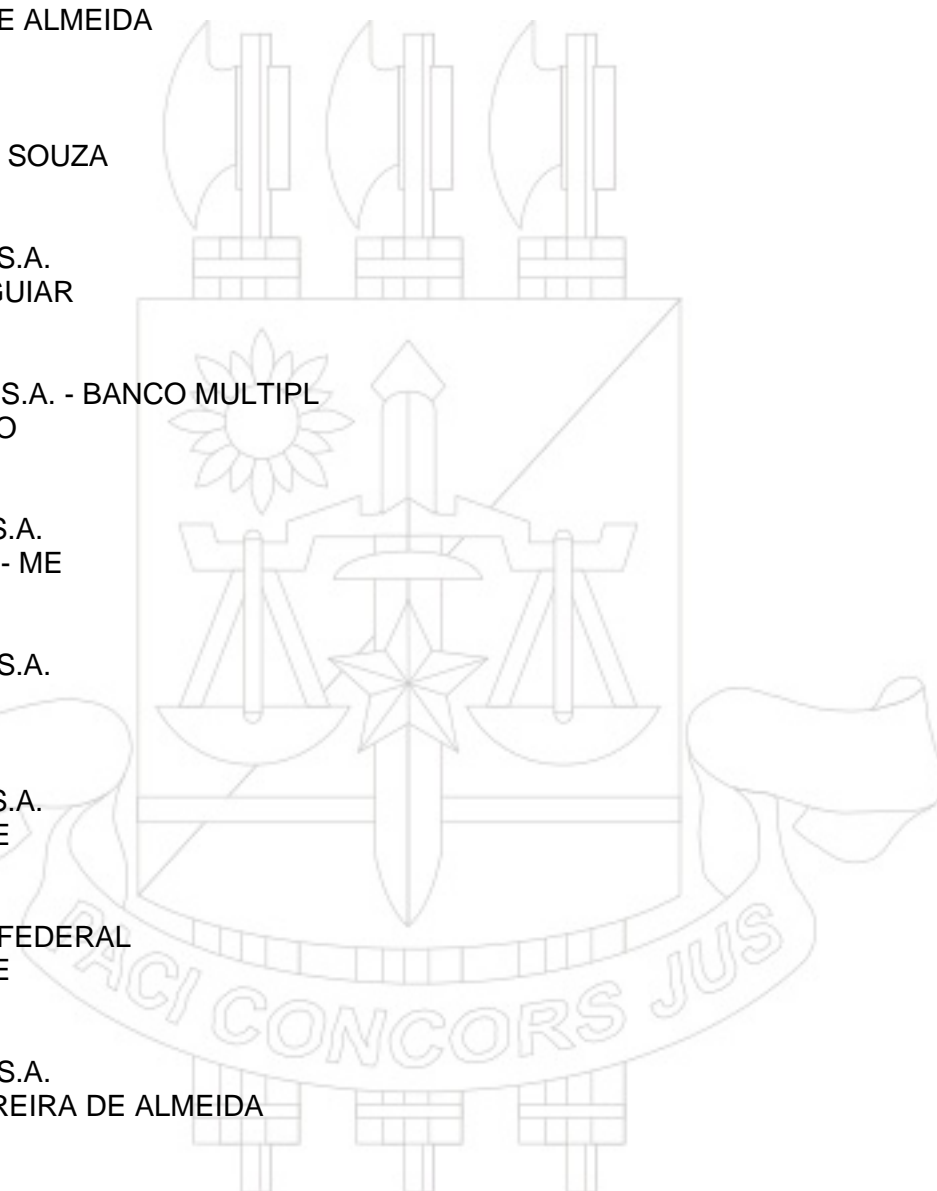 E ALMEIDA
SOUZA
S.A.
GUIAR
S.A. - BANCO MULTIPL
O
S.A.
- ME
S.A.
S.A.
E
FEDERAL
E
PACI CONCORS JUS
S.A.
REIRA DE ALMEIDA